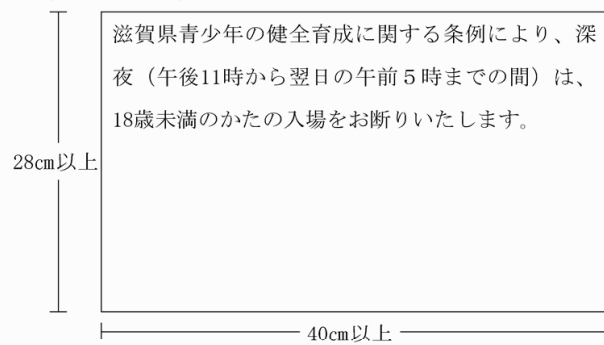 滋賀県青少年の健全育成に関する条例により、深
夜（午後11時から翌日の午前５時までの間）は、
18歳未満のかたの入場をお断りいたします。
28㎝以上
40㎝以上